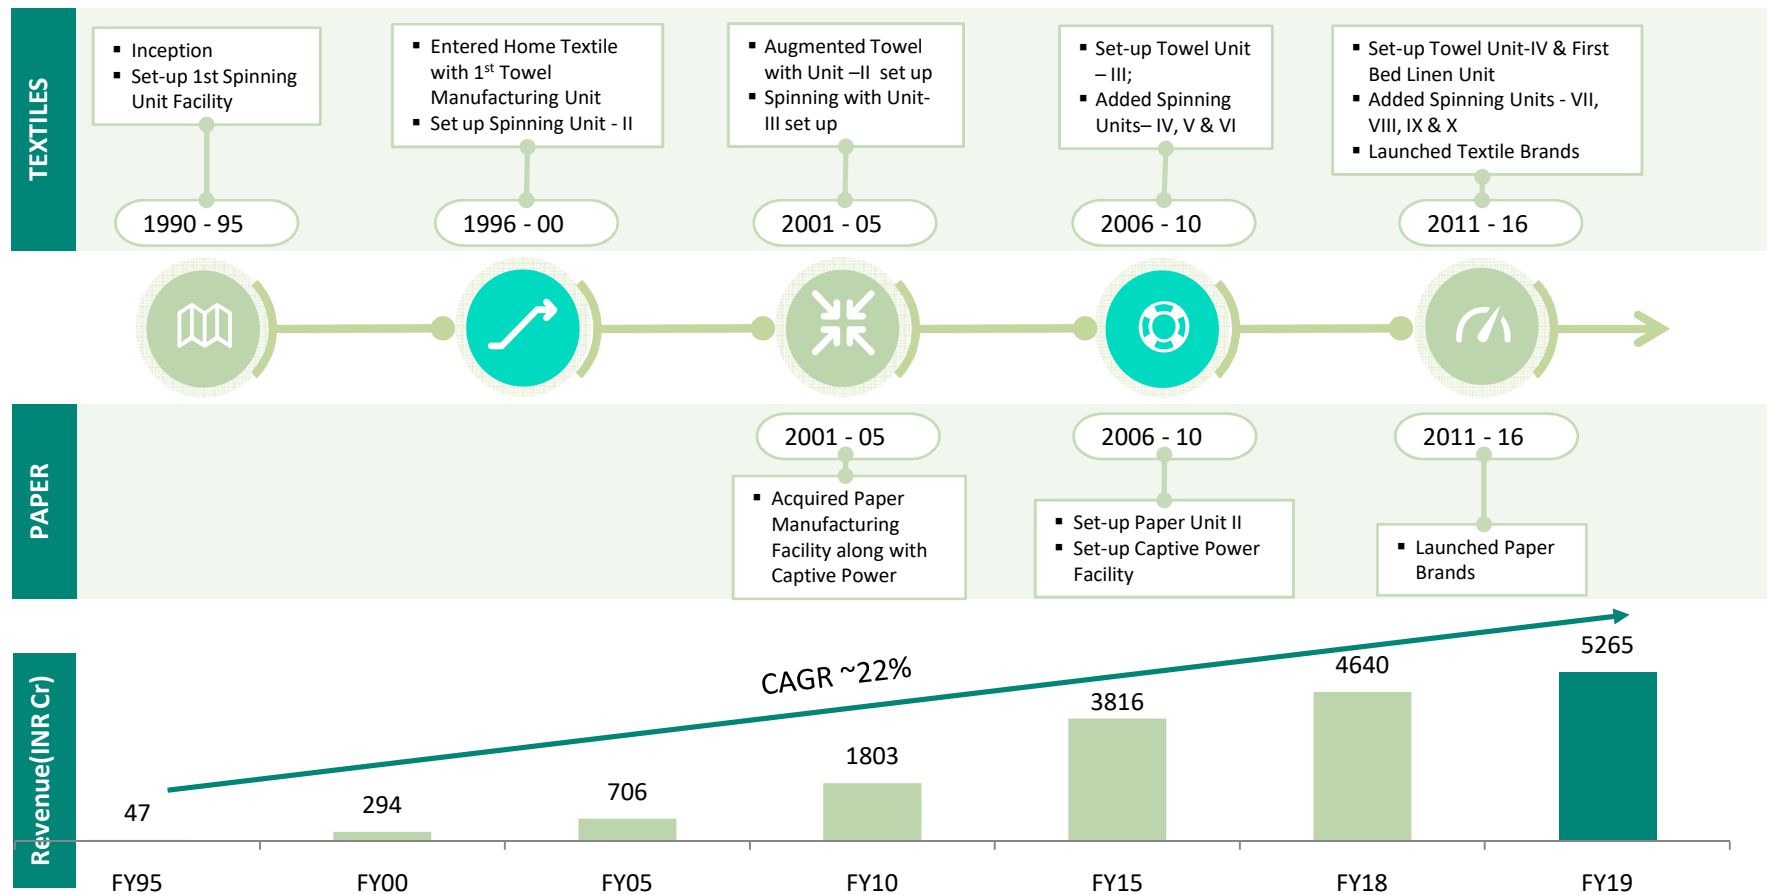 TEXTILES
▪ Inception
▪ Set-up 1st Spinning
Unit Facility
1990 - 95
▪ Entered Home Textile
with 1st Towel
Manufacturing Unit
▪ Set up Spinning Unit - II
1996 - 00
▪ Augmented Towel
with Unit –II set up
▪ Spinning with Unit-
III set up
2001 - 05
▪ Set-up Towel Unit
– III;
▪ Added Spinning
Units– IV, V & VI
2006 - 10
▪ Set-up Towel Unit-IV & First
Bed Linen Unit
▪ Added Spinning Units - VII,
VIII, IX & X
▪ Launched Textile Brands
2011 - 16
PAPER
2001 - 05
▪ Acquired Paper
Manufacturing
Facility along with
Captive Power
2006 - 10
▪ Set-up Paper Unit II
▪ Set-up Captive Power
Facility
2011 - 16
▪ Launched Paper
Brands
Revenue(INR Cr)
CAGR ~22%
47
294
706
1803
3816
4640
5265
FY95
FY00
FY05
FY10
FY15
FY18
FY19